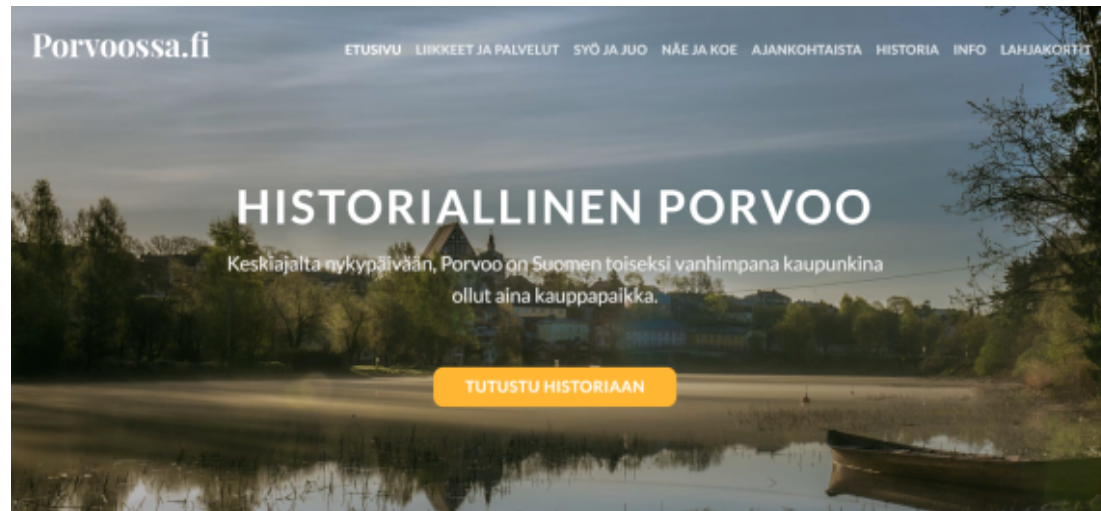 Porvoossa.fi
ETUSIVU LIIKKEET JA PALVELUT SYÖ JA JUO NÄE JA KOE AJANKOHTAISTA HISTORIA INFO LAHJAKORTIT
HISTORIALLINEN PORVOO
Keskiajalta nykypäivään, Porvoo on Suomen toiseksi vanhimpana kaupunkina
ollut aina kauppapaikka.
TUTUSTU HISTORIAAN